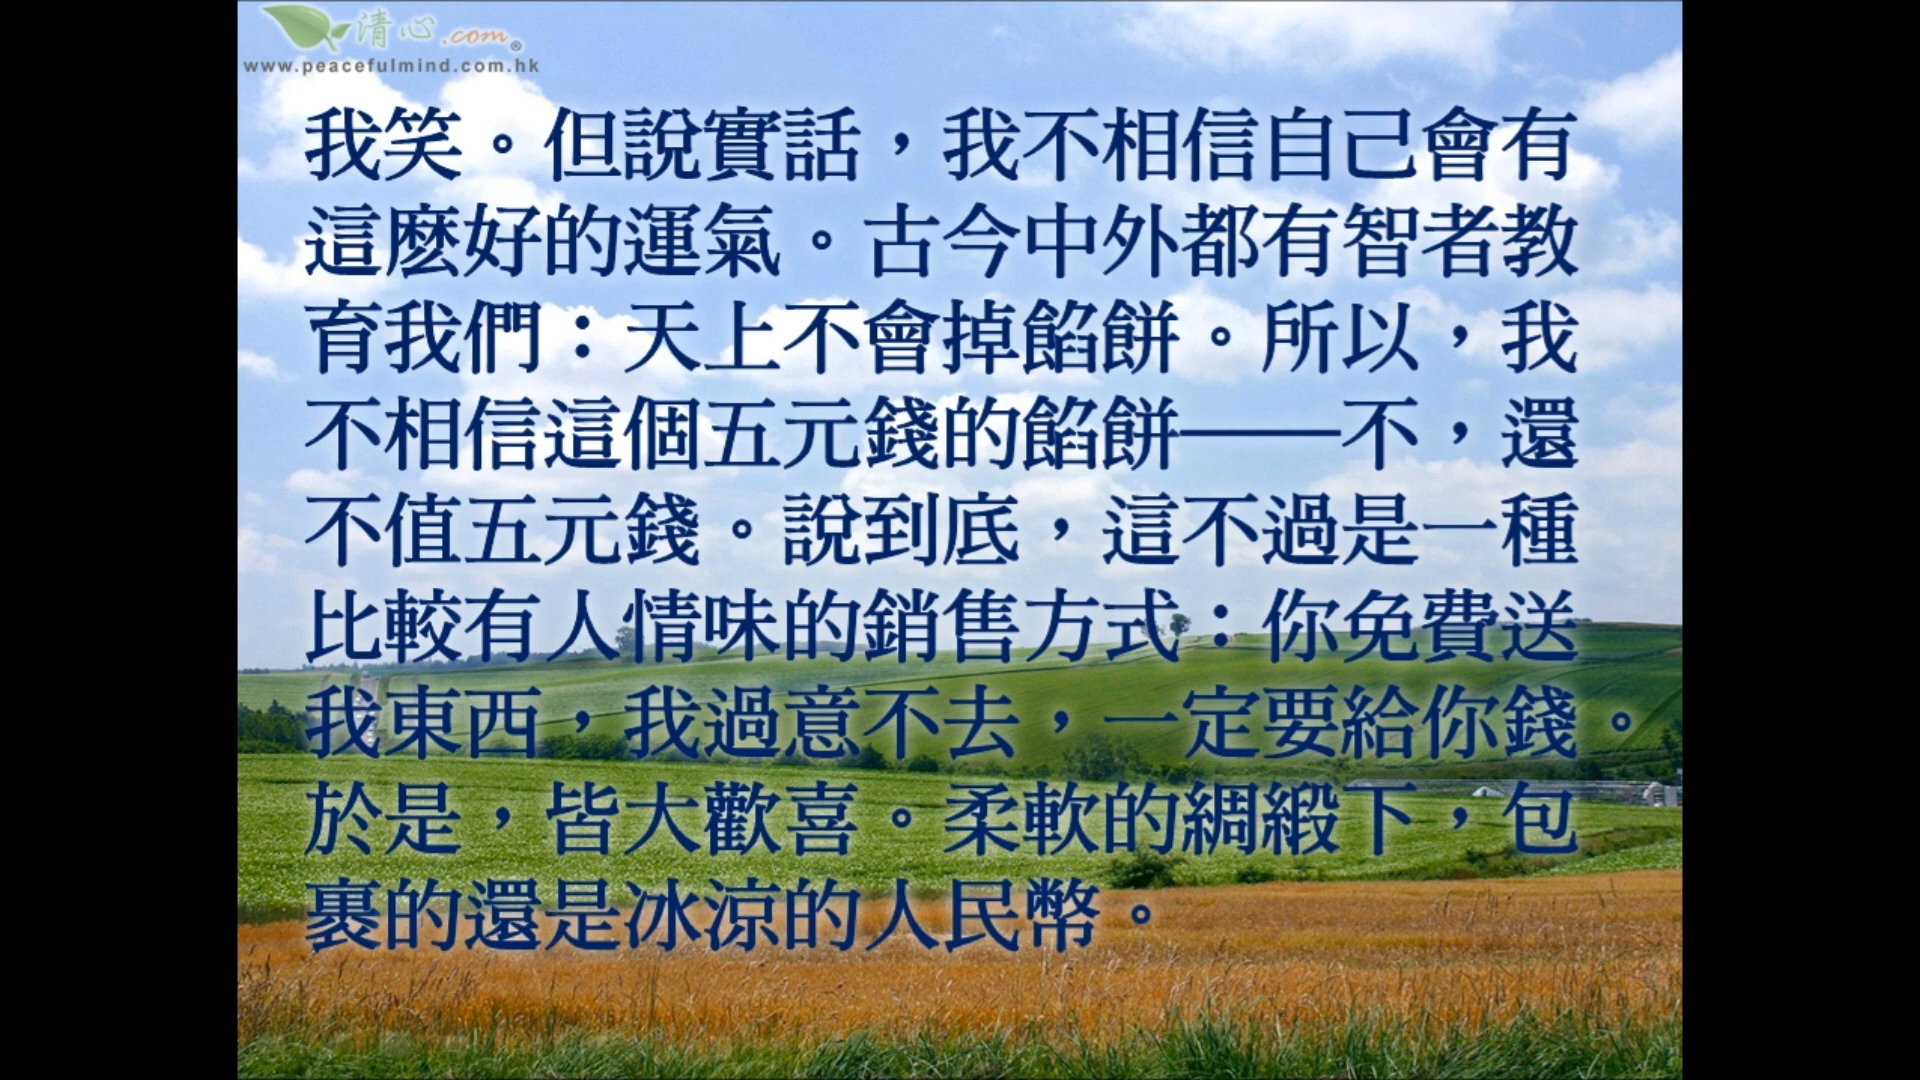 清心.com®
www.peacefulmind.com.hk
我笑。但說實話，我不相信自己會有
這麼好的運氣。古今中外都有智者教
育我們：天上不會掉餡餅。所以，我
不相信這個五元錢的餡餅——不，還
不值五元錢。說到底，這不過是一種
比較有人情味的銷售方式：你免費送
我東西，我過意不去，一定要給你錢。
於是，皆大歡喜。柔軟的綢緞下，包
裹的還是冰涼的人民幣。